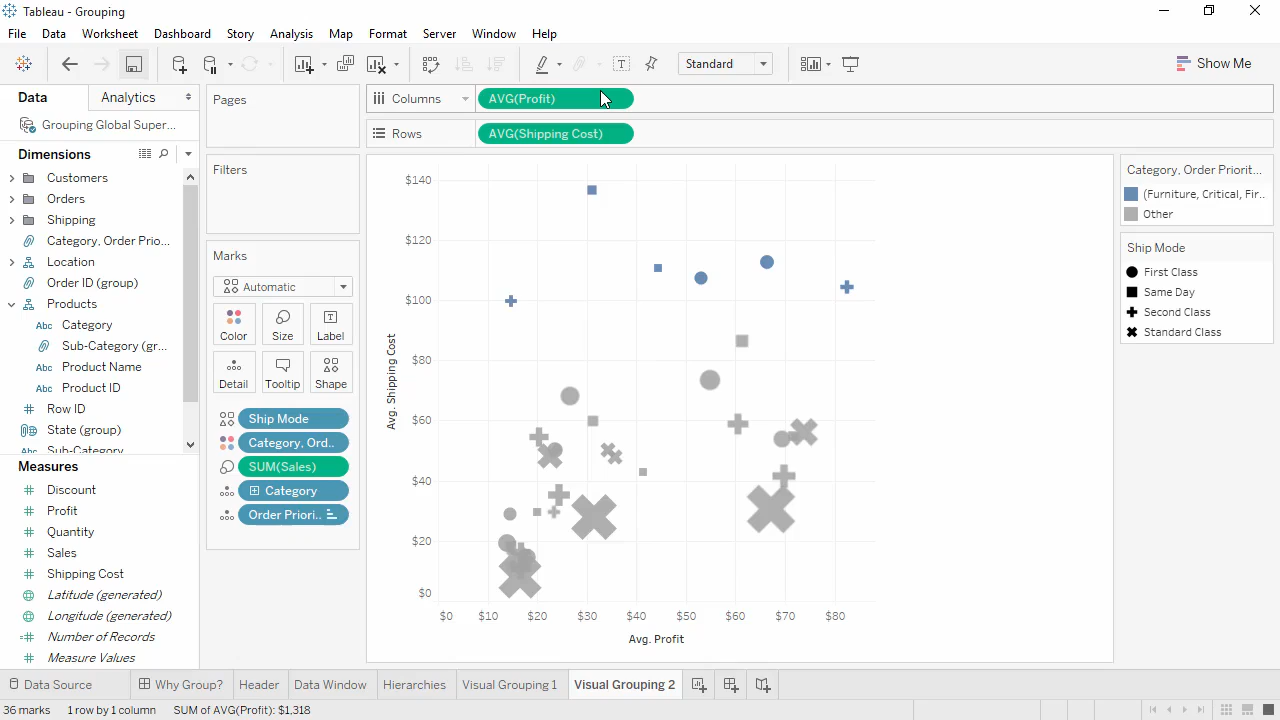 Tableau - Grouping
File Data Worksheet Dashboard Story Analysis Map Format Server Window Help
Standard
Show Me
Data
Analytics
Grouping Global Super...
Dimensions
Customers
Orders
Shipping
Category, Order Prio...
Location
Order ID (group)
Products
Abc Category
Sub-Category (gr...
Abc Product Name
Abc Product ID
Row ID
State (group)
Measures
Discount
Profit
Quantity
Sales
Shipping Cost
Latitude (generated)
Longitude (generated)
Number of Records
Measure Values
Pages
Filters
Marks
Automatic
Color
Size
Label
Detail
Tooltip
Shape
Ship Mode
Category, Ord..
SUM(Sales)
Category
Order Priori..
Columns
AVG(Profit)
Rows
AVG(Shipping Cost)
Avg. Shipping Cost
$140
$120
$100
$80
$60
$40
$20
$0
$0 $10 $20 $30 $40 $50 $60 $70 $80
Avg. Profit
Category, Order Priorit...
(Furniture, Critical, Fir..
Other
Ship Mode
First Class
Same Day
Second Class
Standard Class
Data Source
Why Group?
Header
Data Window
Hierarchies
Visual Grouping 1
Visual Grouping 2
36 marks
1 row by 1 column
SUM of AVG(Profit): $1,318